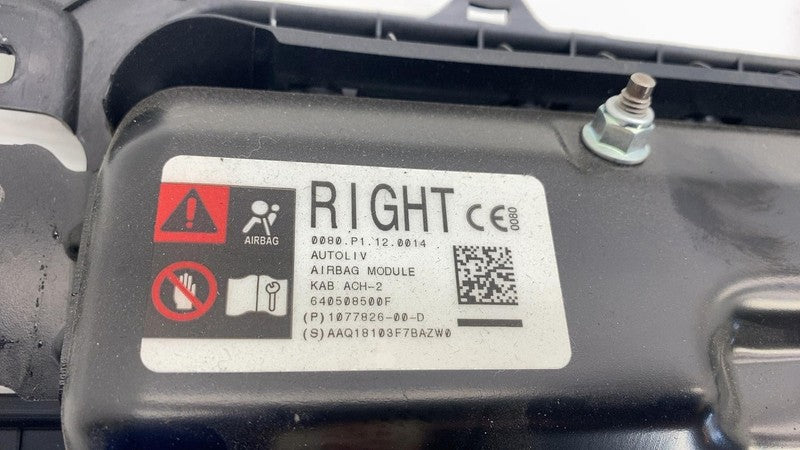 RIGHT CE 0080
AIRBAG
0080.P1.12.0014
AUTOLIV
AIRBAG MODULE
KAB ACH-2
640508500F
(P)1077826-00-D
(S)AAQ18103F7BAZW0